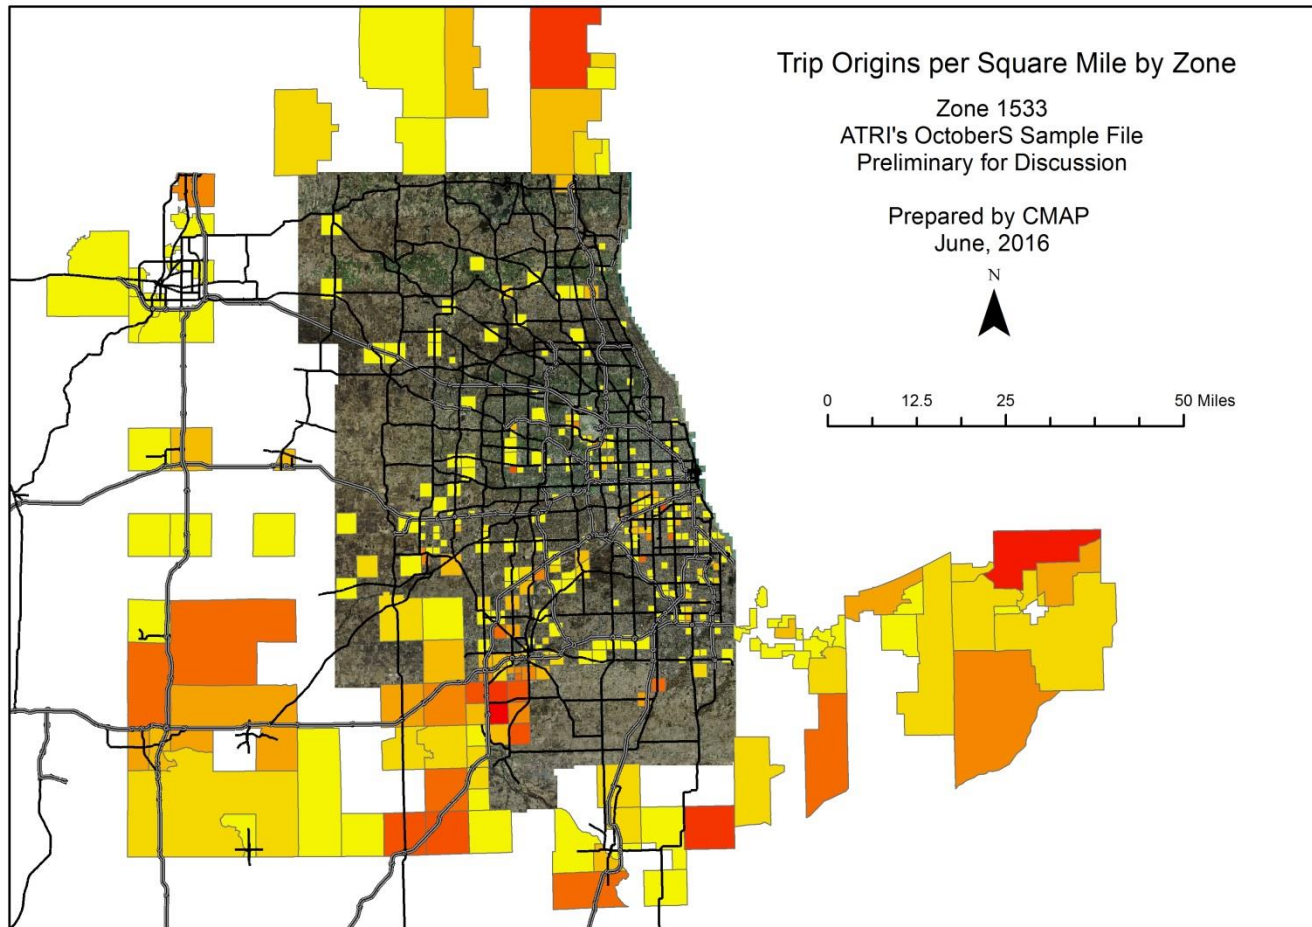 Trip Origins per Square Mile by Zone
Zone 1533
ATRI's OctoberS Sample File
Preliminary for Discussion
Prepared by CMAP
June, 2016
N
0 12.5 25 50 Miles